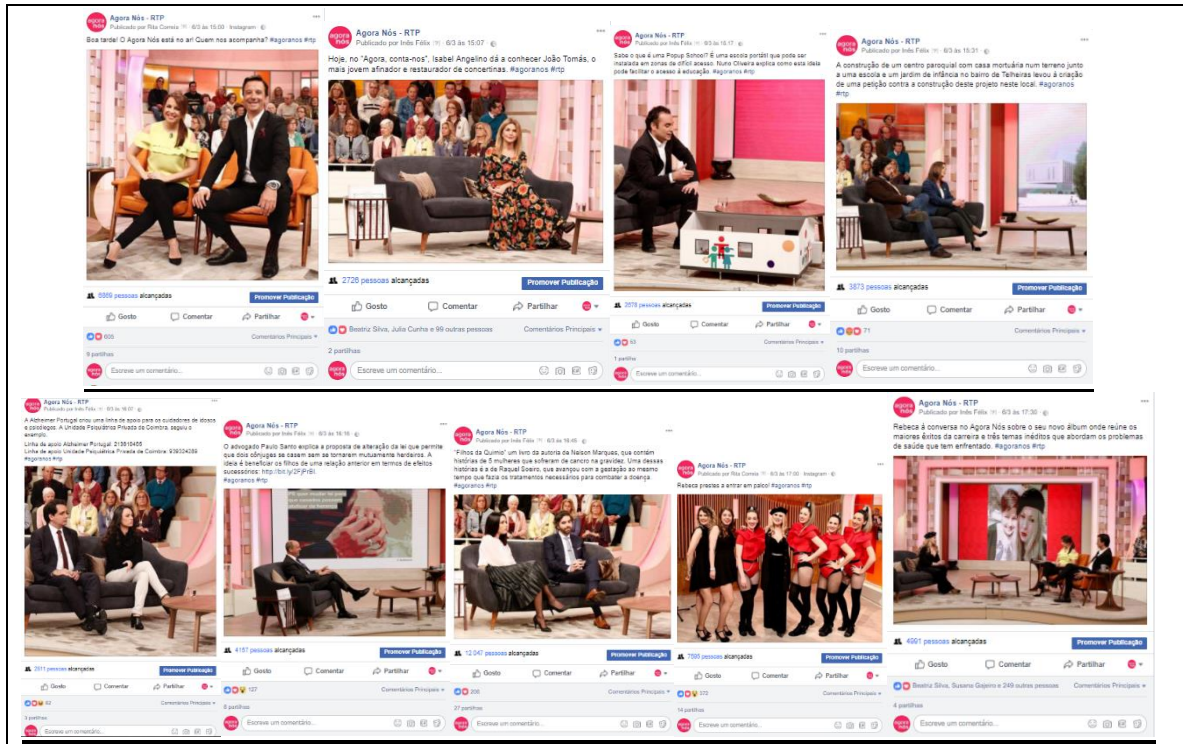 Agora Nós - RTP
Publicado por Rita Correia · 6/3 às 15:00 · Instagram
Boa tarde! O Agora Nós está no ar! Quem nos acompanha? #agoranos #rtp
pessoas alcançadas
Promover Publicação
Gosto Comentar Partilhar
605 Comentários Principais
partilhas
Escreve um comentário...
Agora Nós - RTP
Publicado por Inês Félix · 6/3 às 15:07
Hoje, no "Agora, conta-nos", Isabel Angelino dá a conhecer João Tomás, o
mais jovem afinador e restaurador de concertinas. #agoranos #rtp
2726 pessoas alcançadas
Promover Publicação
Gosto Comentar Partilhar
Beatriz Silva, Julia Cunha e 99 outras pessoas Comentários Principais
2 partilhas
Escreve um comentário...
Agora Nós - RTP
Publicado por Inês Félix · 6/3 às 15:17
Sabe o que é uma Popup School? É uma escola portátil que pode ser
instalada em zonas de difícil acesso. Nuno Oliveira explica como esta ideia
pode facilitar o acesso à educação. #agoranos #rtp
pessoas alcançadas
Promover Publicação
Gosto Comentar Partilhar
63 Comentários Principais
1 partilha
Escreve um comentário...
Agora Nós - RTP
Publicado por Inês Félix · 6/3 às 15:31
A construção de um centro paroquial com casa mortuária num terreno junto
a uma escola e um jardim de infância no bairro de Telheiras levou à criação
de uma petição contra a construção deste projeto neste local. #agoranos
#rtp
3873 pessoas alcançadas
Promover Publicação
Gosto Comentar Partilhar
71 Comentários Principais
12 partilhas
Escreve um comentário...
Agora Nós - RTP
Publicado por Inês Félix · 6/3 às 16:07
A Alzheimer Portugal criou uma linha de apoio para os cuidadores de idosos
e psicólogos. A Unidade Psiquiátrica Privada de Coimbra, seguiu o
exemplo.
Linha de apoio Alzheimer Portugal:
Linha de apoio Unidade Psiquiátrica Privada de Coimbra:
#agoranos #rtp
pessoas alcançadas
Promover Publicação
Gosto Comentar Partilhar
Comentários Principais
3 partilhas
Escreve um comentário...
Agora Nós - RTP
Publicado por Inês Félix · 6/3 às
O advogado Paulo Santo explica a proposta de alteração da lei que permite
que dois cônjuges se casem sem se tornarem mutuamente herdeiros. A
ideia é beneficiar os filhos de uma relação anterior em termos de efeitos
sucessórios:
#agoranos #rtp
4157 pessoas alcançadas
Promover Publicação
Gosto Comentar Partilhar
127 Comentários Principais
partilhas
Escreve um comentário...
Agora Nós - RTP
Publicado por Inês Félix · 6/3 às 16:45
'Filhos da Quimio' um livro da autoria de Nelson Marques, que contém
histórias de 5 mulheres que sofreram de cancro na gravidez. Uma dessas
histórias é a de Raquel Soeiro, que avançou com a gestação ao mesmo
tempo que fazia os tratamentos necessários para combater a doença.
#agoranos #rtp
12 047 pessoas alcançadas
Promover Publicação
Gosto Comentar Partilhar
Comentários Principais
27 partilhas
Escreve um comentário...
Agora Nós - RTP
Publicado por Rita Correia · 6/3 às 17:00 · Instagram
Rebeca prestes a entrar em palco! #agoranos #rtp
7595 pessoas alcançadas
Promover Publicação
Gosto Comentar Partilhar
Comentários Principais
14 partilhas
Escreve um comentário...
Agora Nós - RTP
Publicado por Inês Félix · 6/3 às 17:30
Rebeca à conversa no Agora Nós sobre o seu novo álbum onde reúne os
maiores êxitos da carreira e três temas inéditos que abordam os problemas
de saúde que tem enfrentado. #agoranos #rtp
4991 pessoas alcançadas
Promover Publicação
Gosto Comentar Partilhar
Beatriz Silva, Susana Gajeiro e 249 outras pessoas Comentários Principais
4 partilhas
Escreve um comentário...